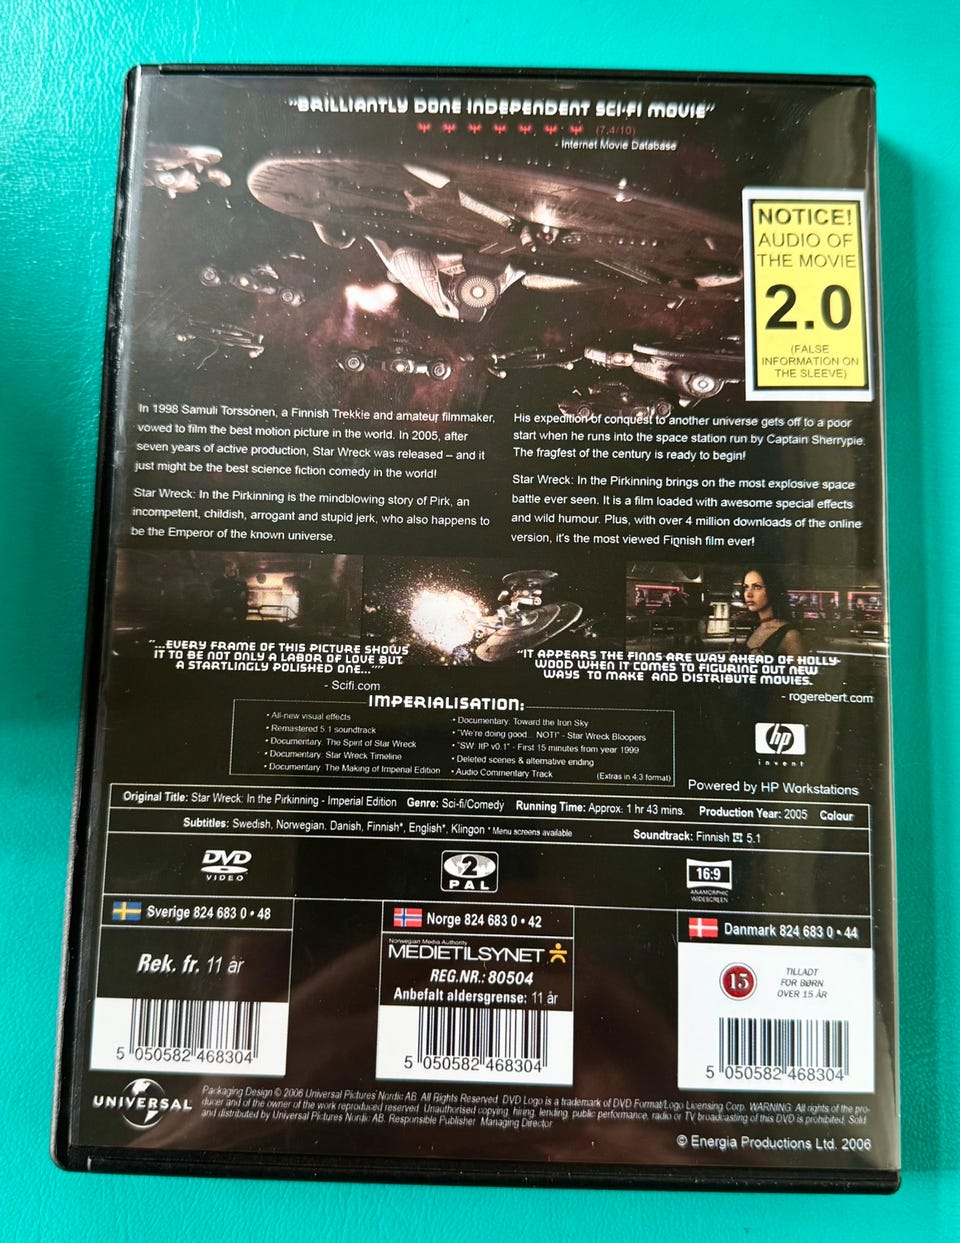 "BRILLIANTLY DONE INDEPENDENT SCI-FI MOVIE"
(7,4/10)
- Internet Movie Database
NOTICE!
AUDIO OF
THE MOVIE
2.0
(FALSE
INFORMATION ON
THE SLEEVE)
In 1998 Samuli Torssonen, a Finnish Trekkie and amateur filmmaker,
vowed to film the best motion picture in the world. In 2005, after
seven years of active production, Star Wreck was released – and it
just might be the best science fiction comedy in the world!
Star Wreck: In the Pirkinning is the mindblowing story of Pirk, an
incompetent, childish, arrogant and stupid jerk, who also happens to
be the Emperor of the known universe.
His expedition of conquest to another universe gets off to a poor
start when he runs into the space station run by Captain Sherrypie.
The fragfest of the century is ready to begin!
Star Wreck: In the Pirkinning brings on the most explosive space
battle ever seen. It is a film loaded with awesome special effects
and wild humour. Plus, with over 4 million downloads of the online
version, it's the most viewed Finnish film ever!
"...EVERY FRAME OF THIS PICTURE SHOWS
IT TO BE NOT ONLY A LABOR OF LOVE BUT
A STARTLINGLY POLISHED ONE...""
- Scifi.com
"IT APPEARS THE FINNS ARE WAY AHEAD OF HOLLY-
WOOD WHEN IT COMES TO FIGURING OUT NEW
WAYS TO MAKE AND DISTRIBUTE MOVIES.
- rogerebert.com
IMPERIALISATION:
• All-new visual effects
• Remastered 5.1 soundtrack
• Documentary: The Spirit of Star Wreck
• Documentary: Star Wreck Timeline
• Documentary: The Making of Imperial Edition
• Documentary: Toward the Iron Sky
• "We're doing good... NOT!" - Star Wreck Bloopers
• "SW: ItP v0.1" - First 15 minutes from year 1999
• Deleted scenes & alternative ending
• Audio Commentary Track
(Extras in 4:3 format)
hp
invent
Powered by HP Workstations
Original Title: Star Wreck: In the Pirkinning - Imperial Edition Genre: Sci-fi/Comedy Running Time: Approx. 1 hr 43 mins. Production Year: 2005 Colour
Subtitles: Swedish, Norwegian, Danish, Finnish*, English*, Klingon * Menu screens available Soundtrack: Finnish 5.1
DVD
VIDEO
2
PAL
16:9
ANAMORPHIC
WIDESCREEN
Sverige 824 683 0 • 48
Rek. fr. 11 år
5 050582 468304
Norge 824 683 0 • 42
Norwegian Media Authority
MEDIETILSYNET
REG.NR.: 80504
Anbefalt aldersgrense: 11 år
5 050582 468304
Danmark 824 683 0 • 44
15
TILLADT
FOR BØRN
OVER 15 ÅR
5 050582 468304
UNIVERSAL
Packaging Design © 2006 Universal Pictures Nordic AB. All Rights Reserved. DVD Logo is a trademark of DVD Format/Logo Licensing Corp. WARNING: All rights of the pro-
ducer and of the owner of the work reproduced reserved. Unauthorised copying, hiring, lending, public performance, radio or TV broadcasting of this DVD is prohibited. Sold
and distributed by Universal Pictures Nordic AB. Responsible Publisher: Managing Director
© Energia Productions Ltd. 2006